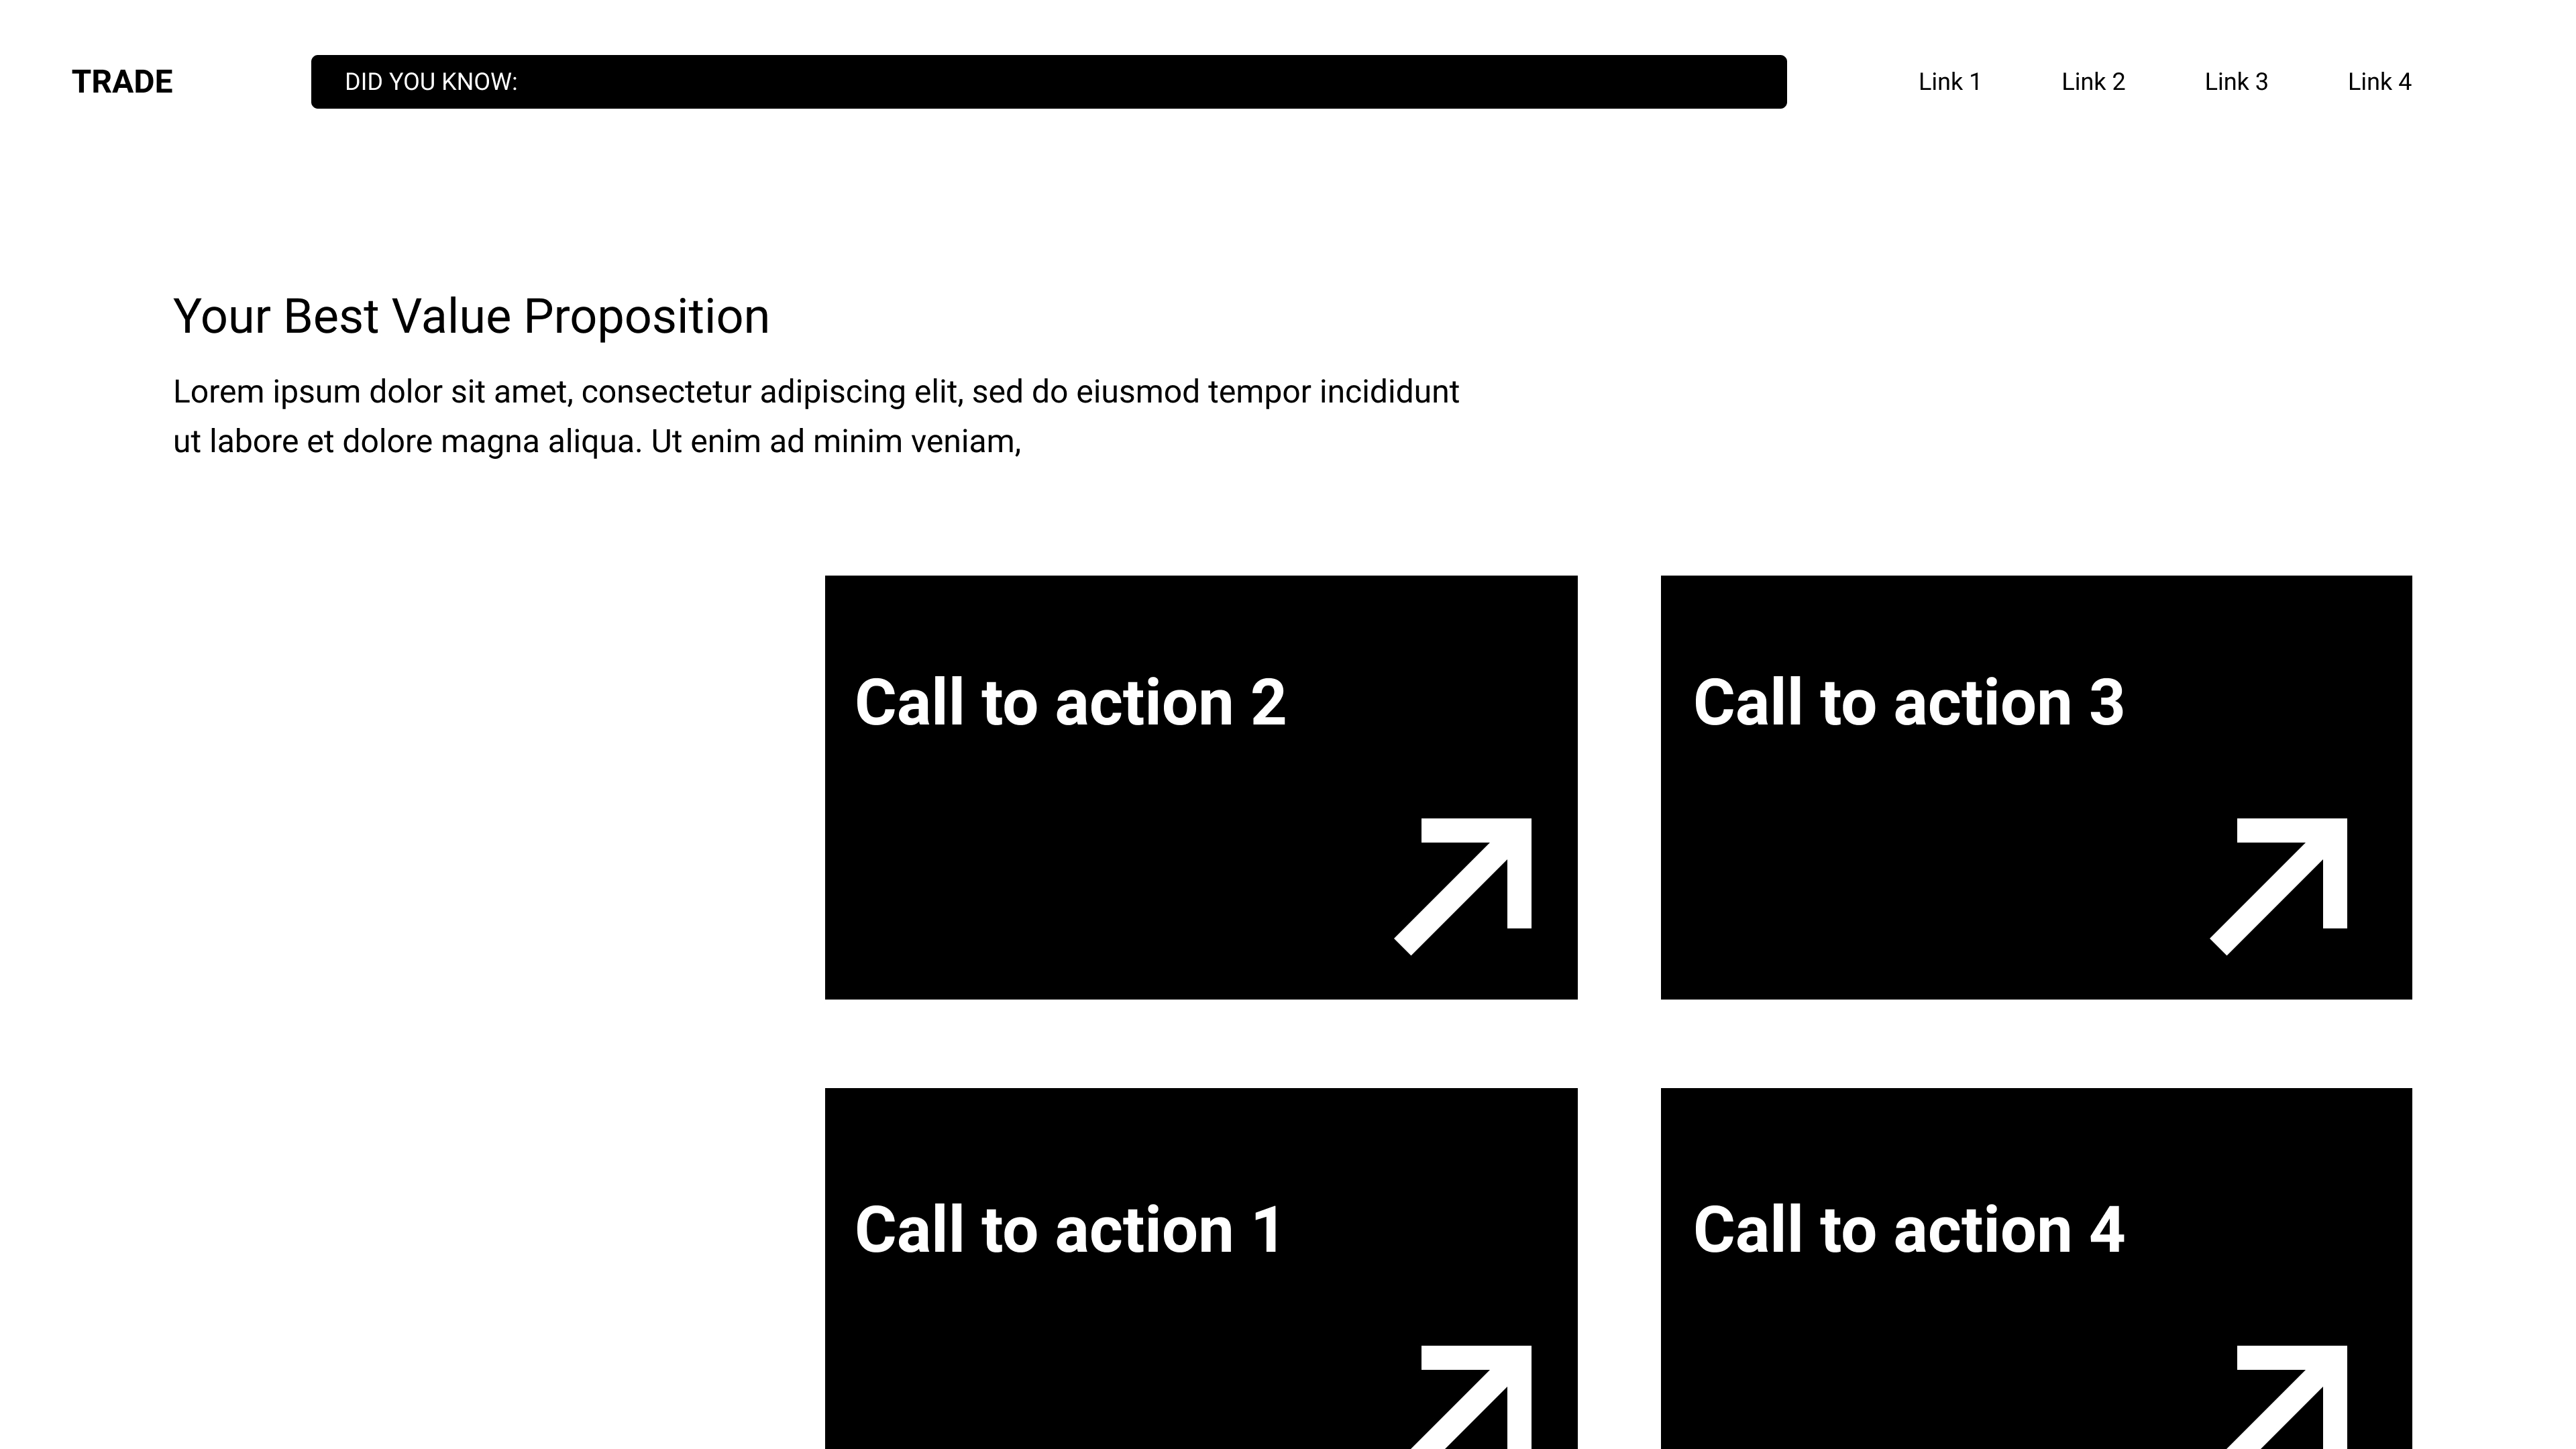 TRADE
DID YOU KNOW:
Link 1
Link 2
Link 3
Link 4
Your Best Value Proposition
Lorem ipsum dolor sit amet, consectetur adipiscing elit, sed do eiusmod tempor incididunt
ut labore et dolore magna aliqua. Ut enim ad minim veniam,
Call to action 2
Call to action 3
Call to action 1
Call to action 4